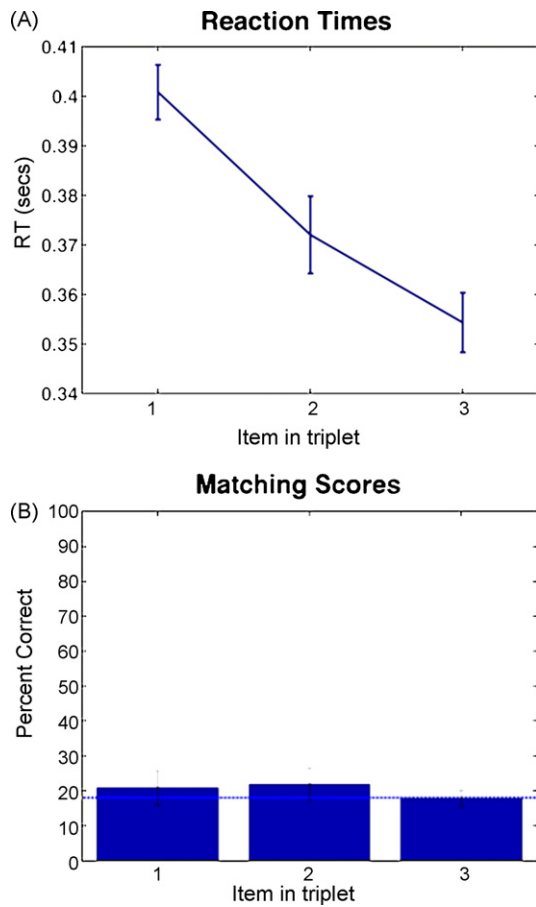 (A) Reaction Times
0.41
0.4
0.39
0.38
0.37
0.36
0.35
0.34
RT (secs)
1 2 3
Item in triplet
Matching Scores
(B)
100
90
80
70
60
50
40
30
20
10
0
Percent Correct
1 2 3
Item in triplet